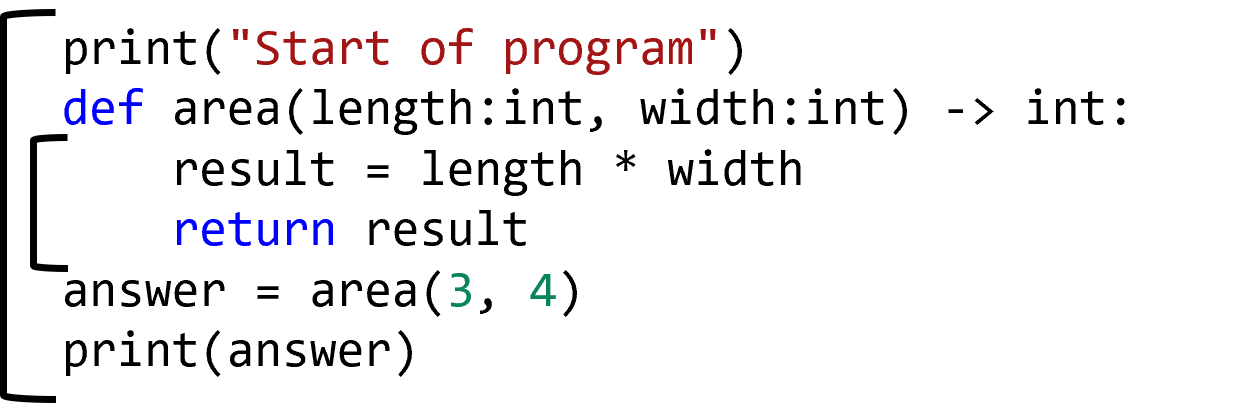 print("Start of program")
def area(length:int, width:int) -> int:
    result = length * width
    return result
answer = area(3, 4)
print(answer)